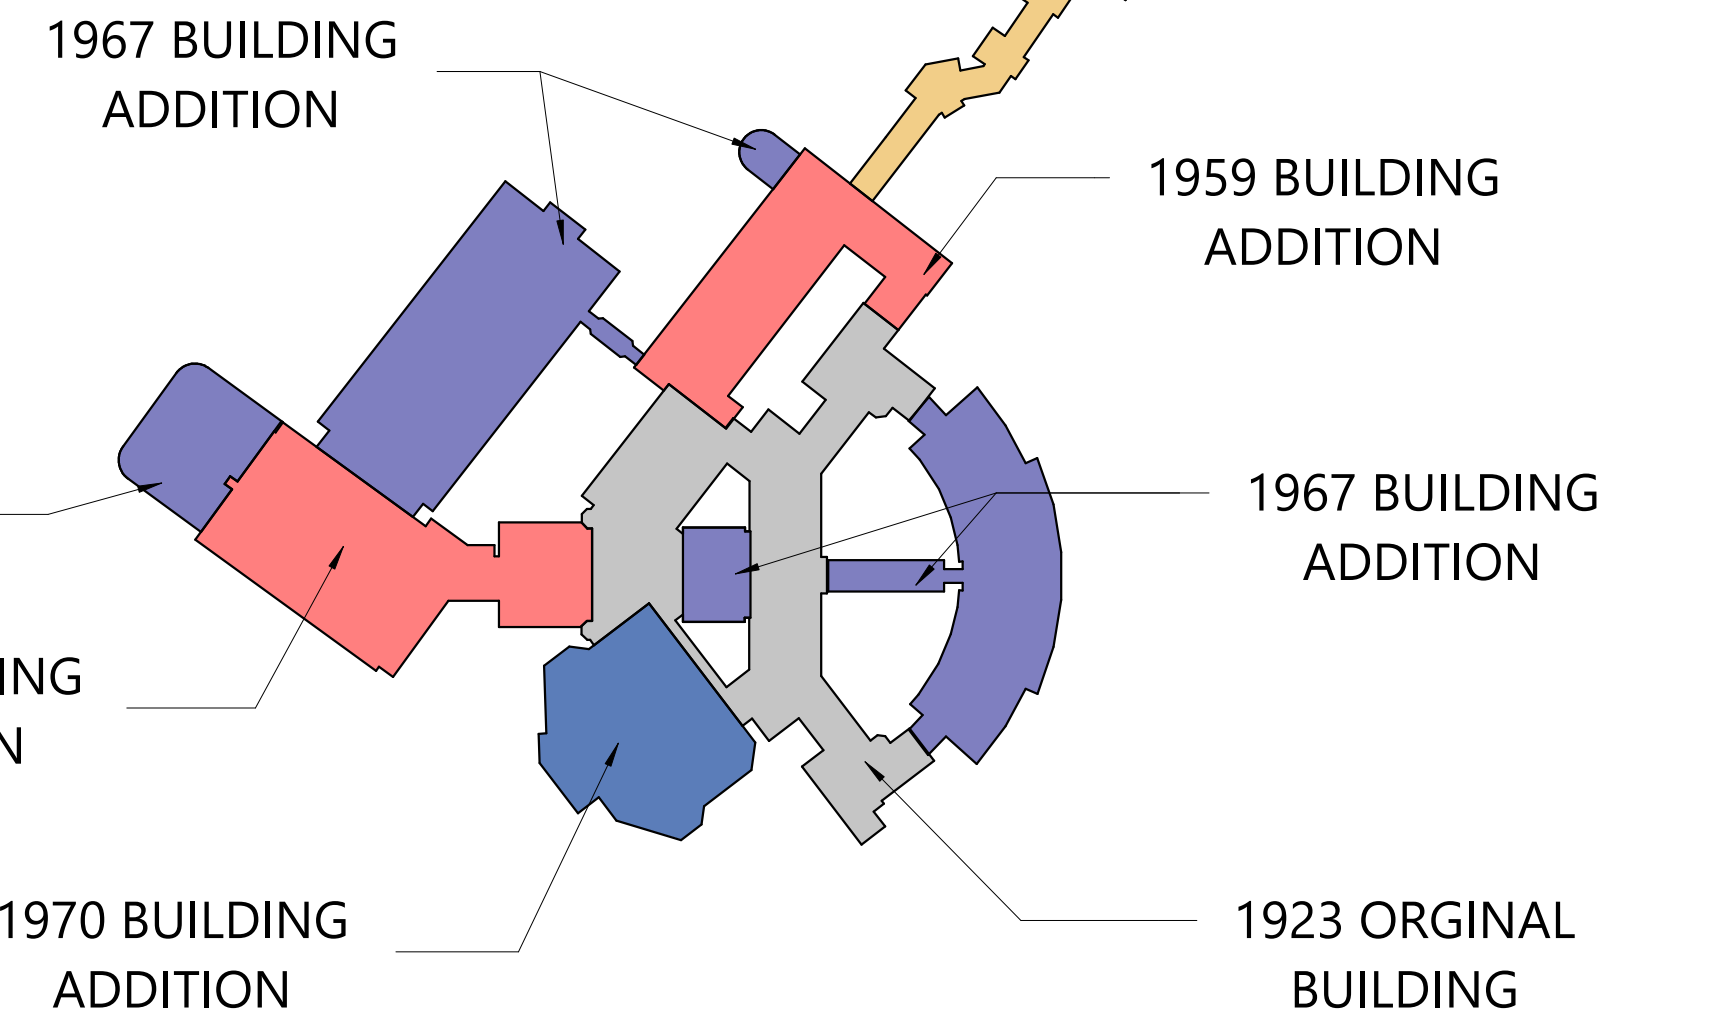 1967 BUILDING
ADDITION
1959 BUILDING
ADDITION
1967 BUILDING
ADDITION
ING
N
1970 BUILDING
ADDITION
1923 ORGINAL
BUILDING